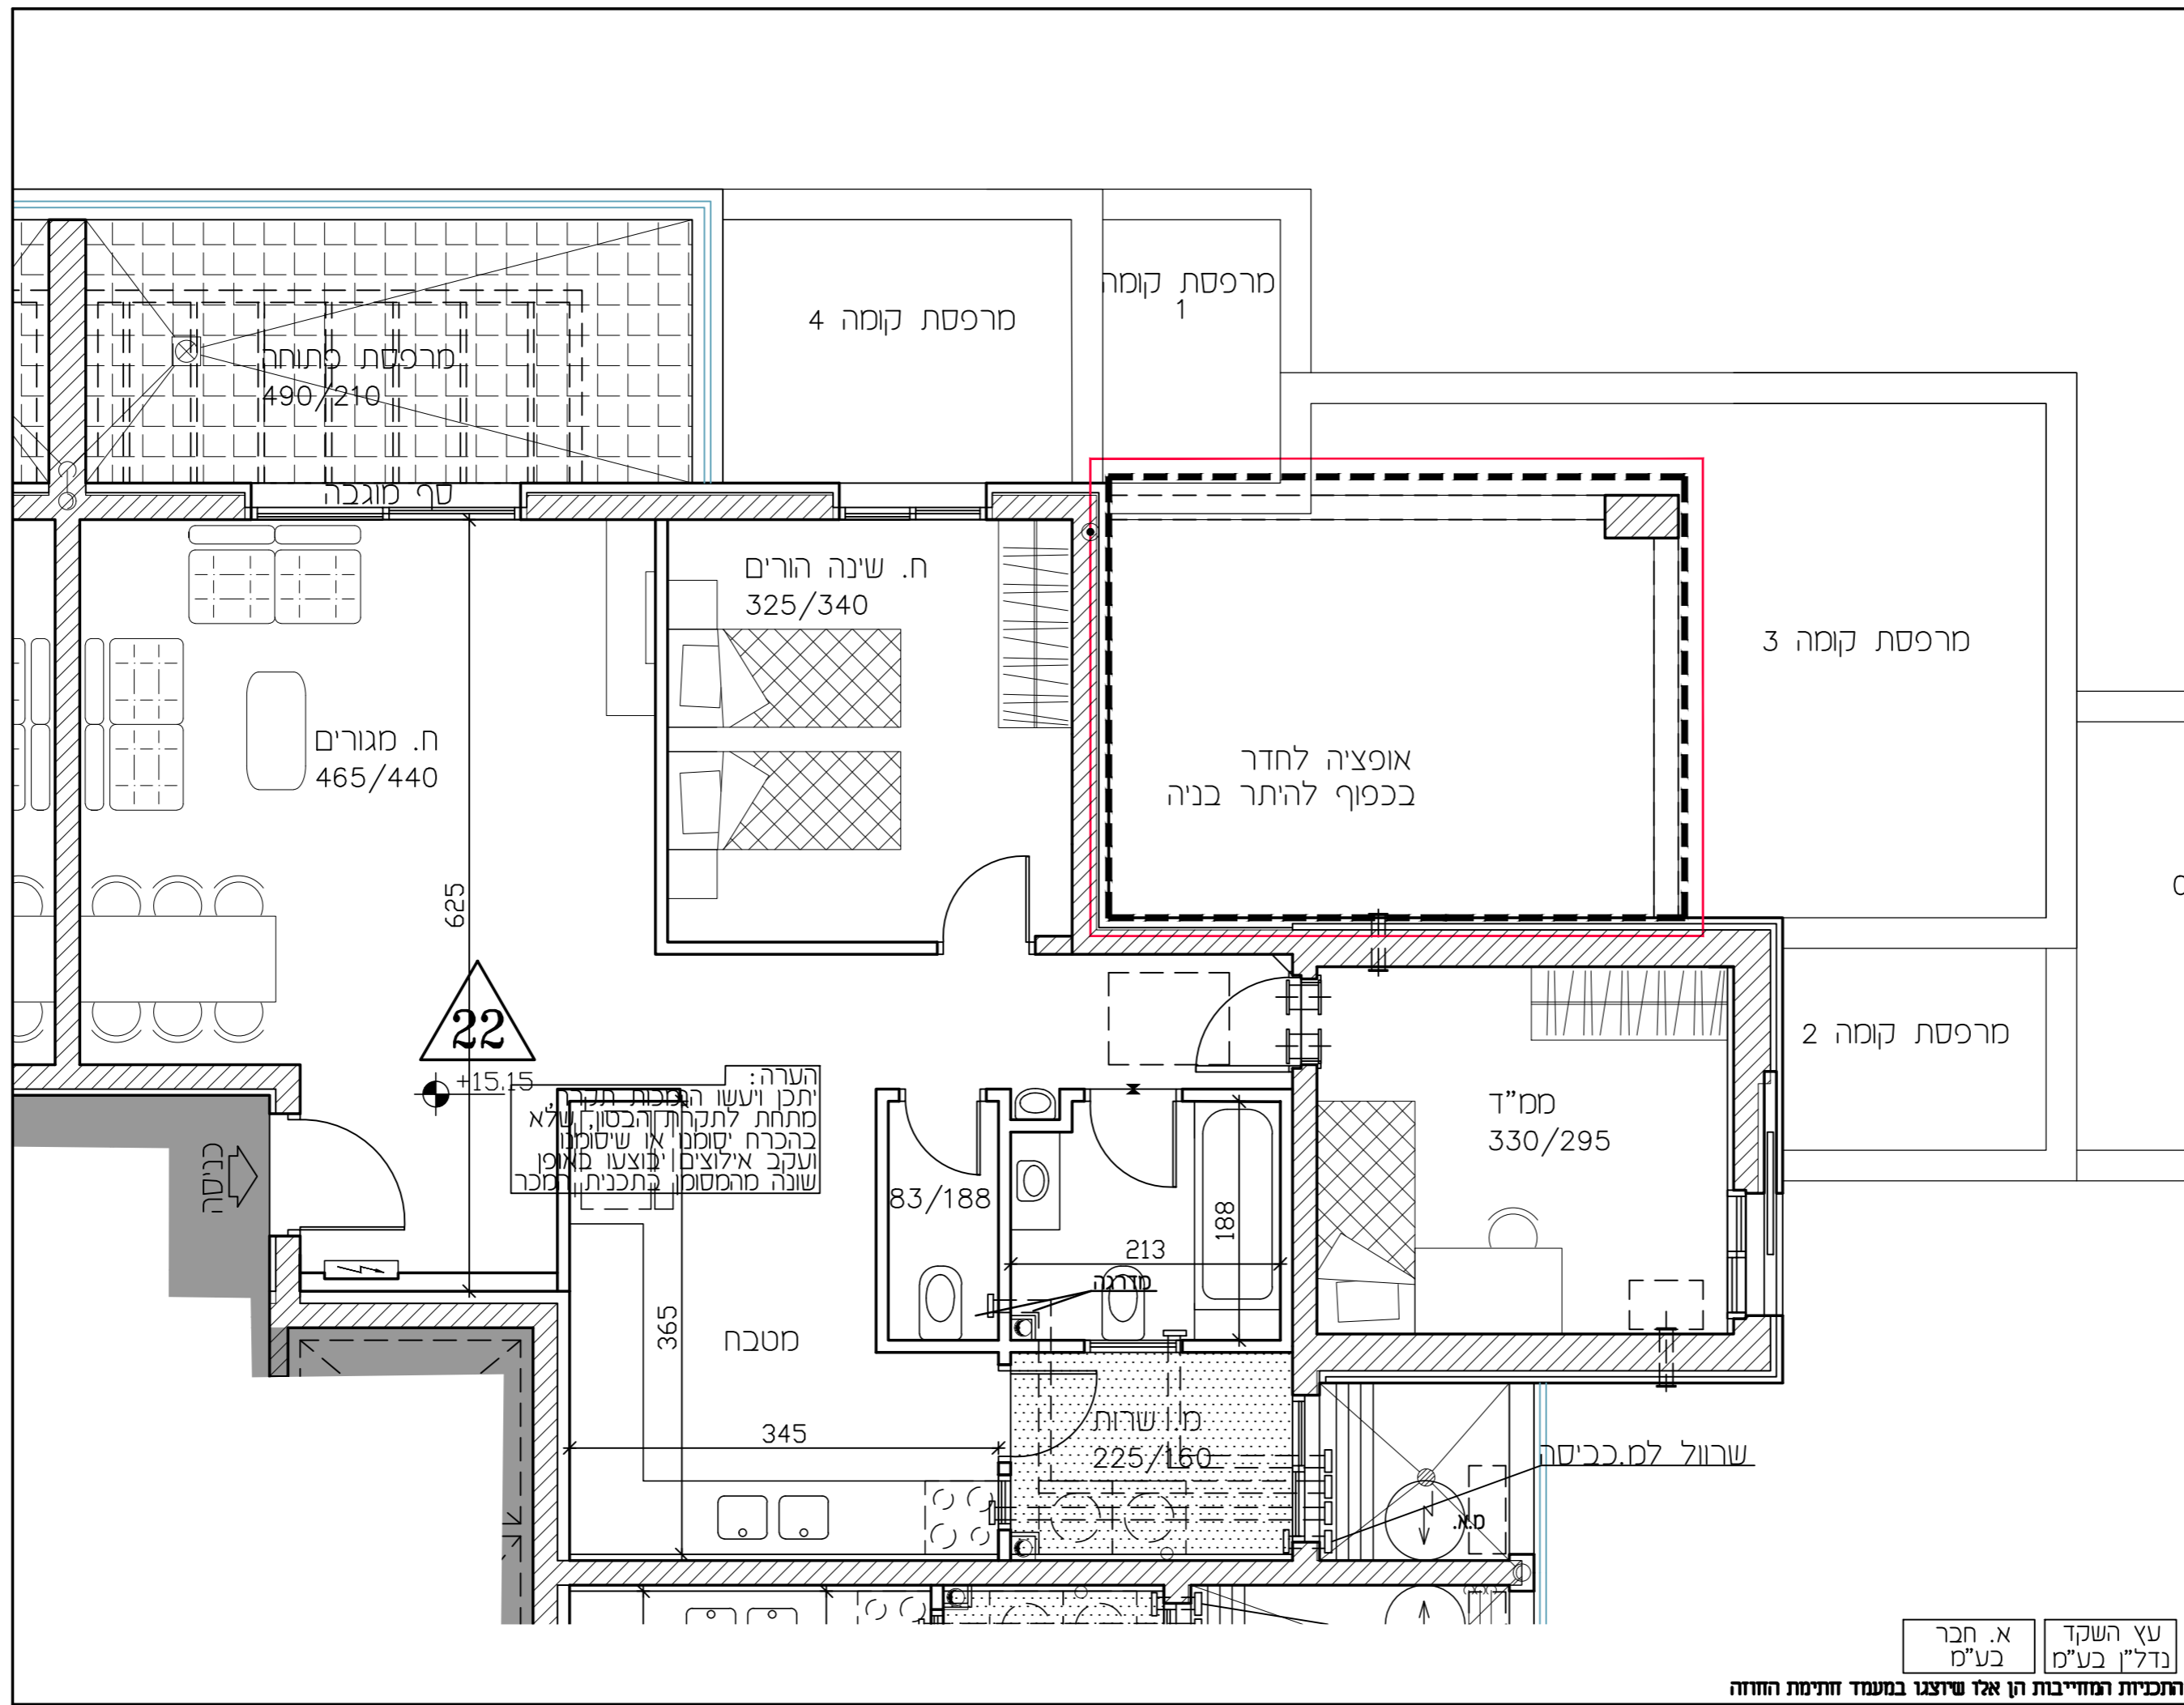 מרפסת קומה
1
מרפסת קומה 4
מרפסת פתוחה
490/210
סף מוגבה
ח. שינה הורים
325/340
מרפסת קומה 3
ח. מגורים
465/440
אופציה לחדר
בכפוף להיתר בניה
625
22
+15.15
מרפסת קומה 2
הערה:
יתכן ויעשו הנמכות תקרה,
מתחת לתקרת הבטון, שלא
בהכרח יסומנו או שיסומנו
ועקב אילוצים יבוצעו באופן
שונה מהמסומן בתכנית המכר
ממ"ד
330/295
כניסה
83/188
188
213
מדרגה
365
מטבח
345
מ. שרות
225/160
שרוול למ.כביסה
מ.א.
עץ השקד
נדל"ן בע"מ
א. חבר
בע"מ
התכניות המחייבות הן אלו שיוצגו במעמד חתימת החוזה